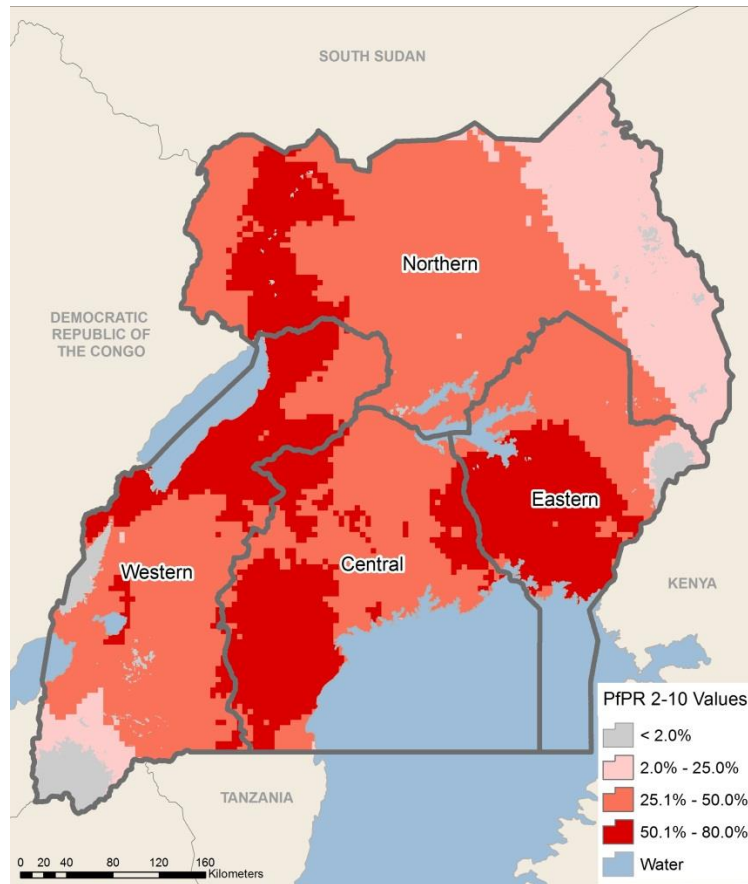 SOUTH SUDAN
Northern
DEMOCRATIC
REPUBLIC OF
THE CONGO
Eastern
Western
Central
KENYA
TANZANIA
PfPR 2-10 Values
< 2.0%
2.0% - 25.0%
25.1% - 50.0%
50.1% - 80.0%
Water
0 20 40 80 120 160
Kilometers